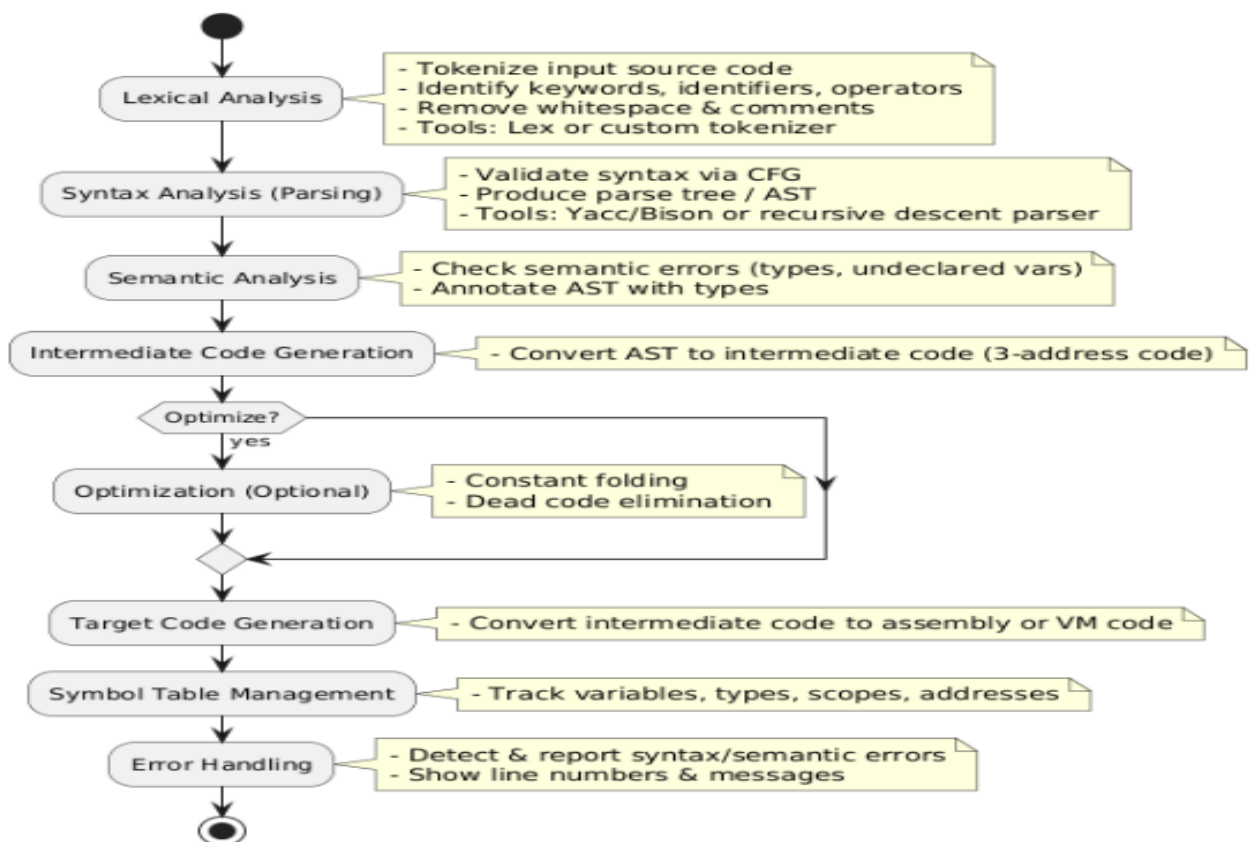 Lexical Analysis
- Tokenize input source code
- Identify keywords, identifiers, operators
- Remove whitespace & comments
- Tools: Lex or custom tokenizer
Syntax Analysis (Parsing)
- Validate syntax via CFG
- Produce parse tree / AST
- Tools: Yacc/Bison or recursive descent parser
Semantic Analysis
- Check semantic errors (types, undeclared vars)
- Annotate AST with types
Intermediate Code Generation
- Convert AST to intermediate code (3-address code)
Optimize?
yes
Optimization (Optional)
- Constant folding
- Dead code elimination
Target Code Generation
- Convert intermediate code to assembly or VM code
Symbol Table Management
- Track variables, types, scopes, addresses
Error Handling
- Detect & report syntax/semantic errors
- Show line numbers & messages